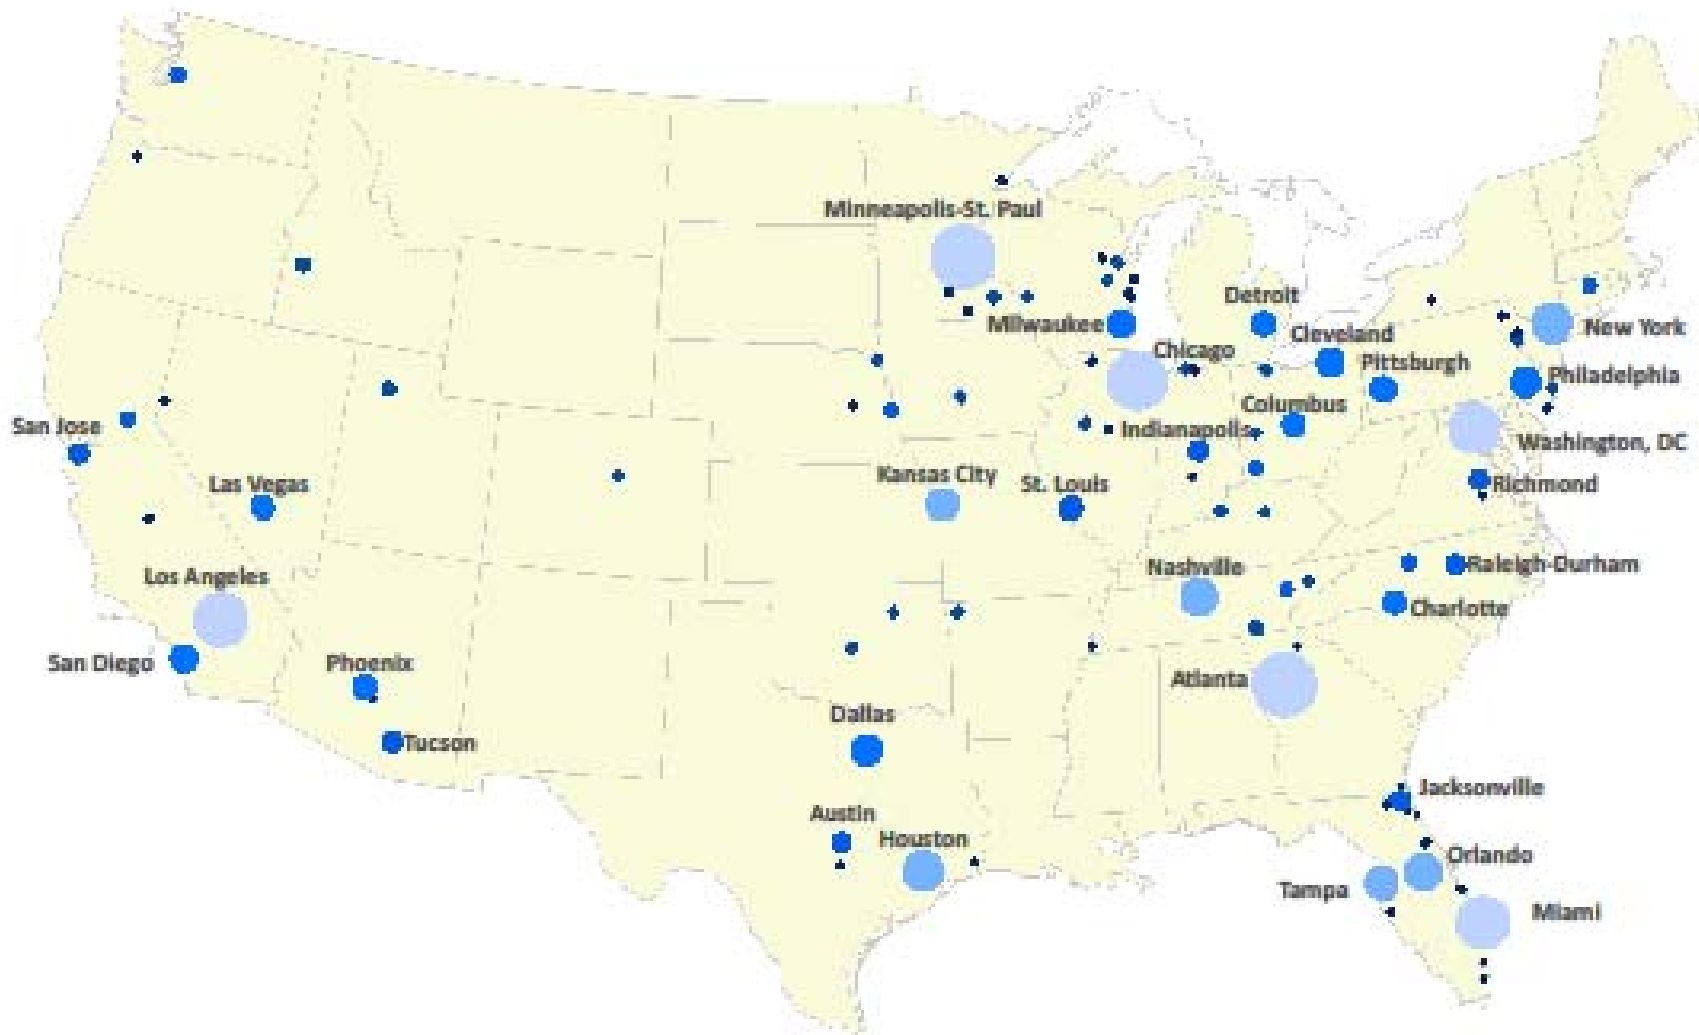 Minneapolis-St. Paul
Detroit
Milwaukee
Cleveland
New York
Chicago
Pittsburgh
Philadelphia
Columbus
San Jose
Indianapolis
Washington, DC
Kansas City
St. Louis
Las Vegas
Richmond
Los Angeles
Nashville
Raleigh-Durham
Charlotte
San Diego
Phoenix
Atlanta
Dallas
Tucson
Jacksonville
Austin
Houston
Orlando
Tampa
Miami